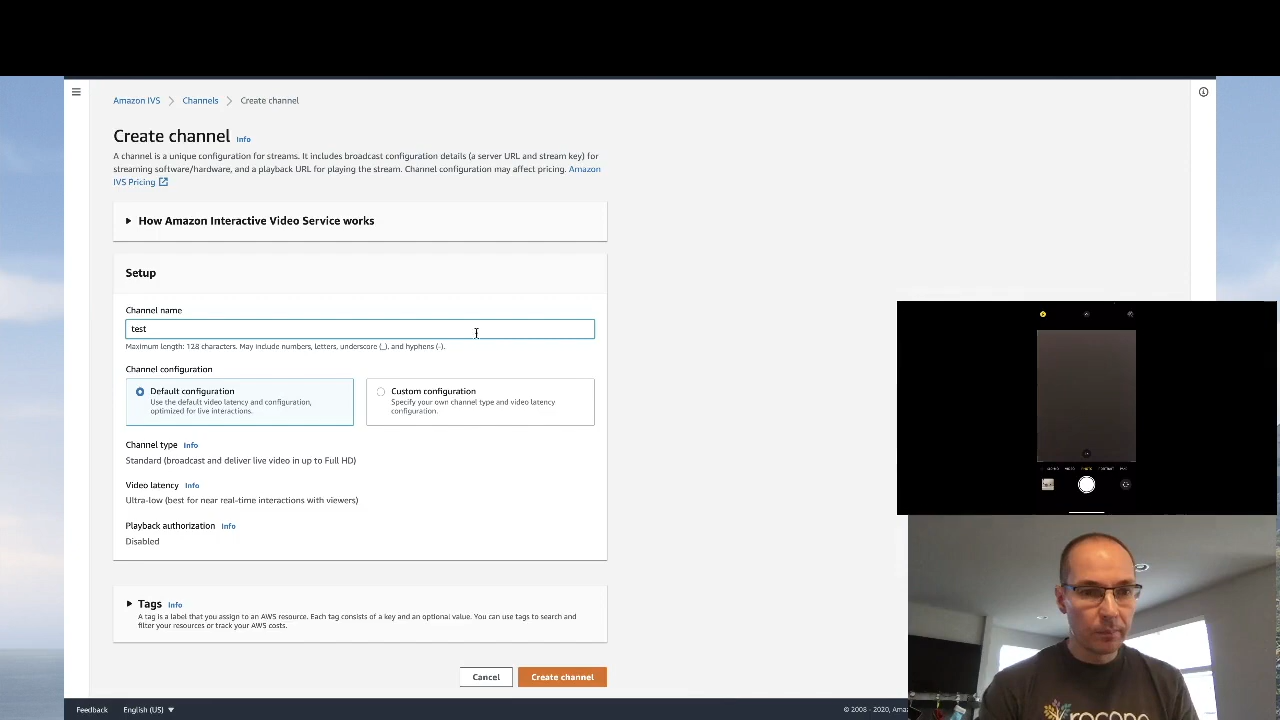 Amazon IVS > Channels > Create channel
Create channel Info
A channel is a unique configuration for streams. It includes broadcast configuration details (a server URL and stream key) for
streaming software/hardware, and a playback URL for playing the stream. Channel configuration may affect pricing. Amazon
IVS Pricing
How Amazon Interactive Video Service works
Setup
Channel name
test
Maximum length: 128 characters. May include numbers, letters, underscore (_), and hyphens (-).
Channel configuration
Default configuration
Use the default video latency and configuration,
optimized for live interactions.
Custom configuration
Specify your own channel type and video latency
configuration.
Channel type Info
Standard (broadcast and deliver live video in up to Full HD)
Video latency Info
Ultra-low (best for near real-time interactions with viewers)
Playback authorization Info
Disabled
Tags Info
A tag is a label that you assign to an AWS resource. Each tag consists of a key and an optional value. You can use tags to search and
filter your resources or track your AWS costs.
Cancel
Create channel
VIDEO PHOTO PORTRAIT
Feedback English (US) © 2008 - 2020, Ama